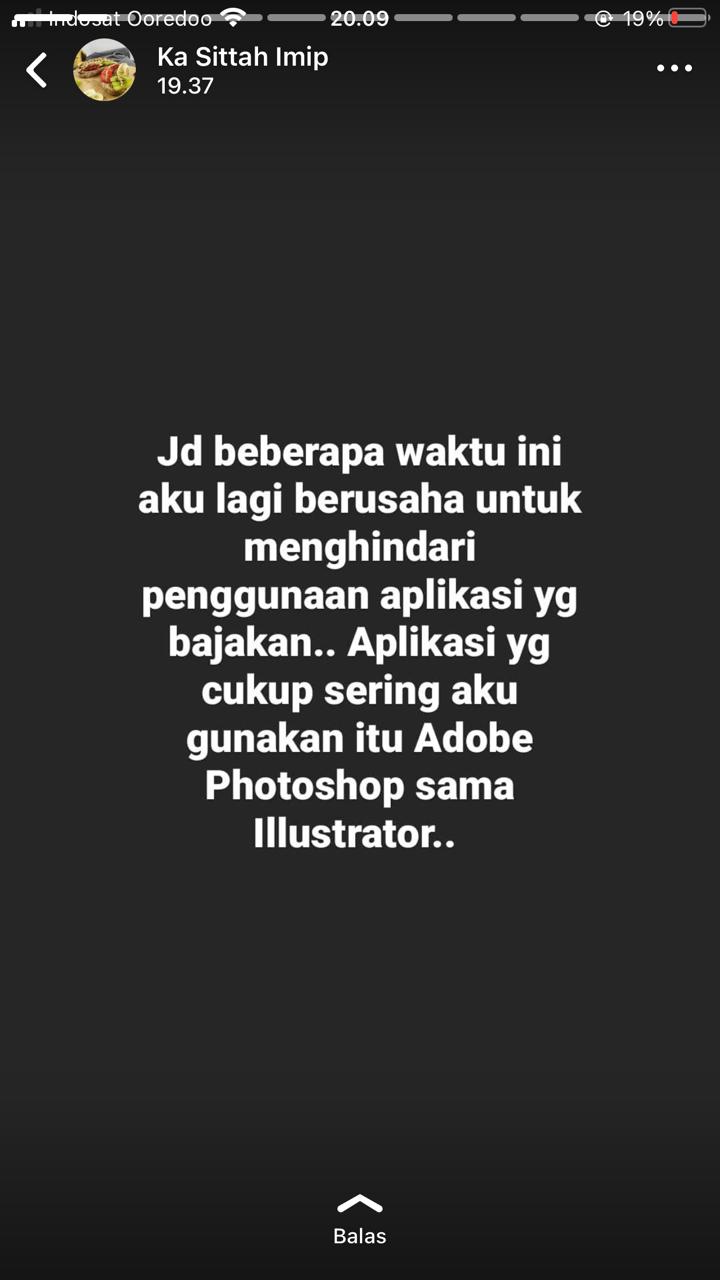 Indosat Ooredoo 20.09 19%
Ka Sittah Imip
19.37
Jd beberapa waktu ini
aku lagi berusaha untuk
menghindari
penggunaan aplikasi yg
bajakan.. Aplikasi yg
cukup sering aku
gunakan itu Adobe
Photoshop sama
Illustrator..
Balas